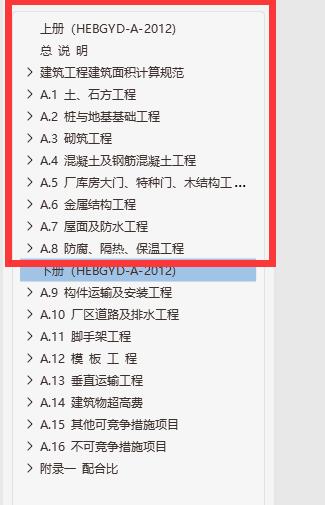 上册（HEBGYD-A-2012）
总 说 明
建筑工程建筑面积计算规范
A.1 土、石方工程
A.2 桩与地基基础工程
A.3 砌筑工程
A.4 混凝土及钢筋混凝土工程
A.5 厂库房大门、特种门、木结构工 ...
A.6 金属结构工程
A.7 屋面及防水工程
A.8 防腐、隔热、保温工程
下册（HEBGYD-A-2012）
A.9 构件运输及安装工程
A.10 厂区道路及排水工程
A.11 脚手架工程
A.12 模 板 工 程
A.13 垂直运输工程
A.14 建筑物超高费
A.15 其他可竞争措施项目
A.16 不可竞争措施项目
附录一 配合比